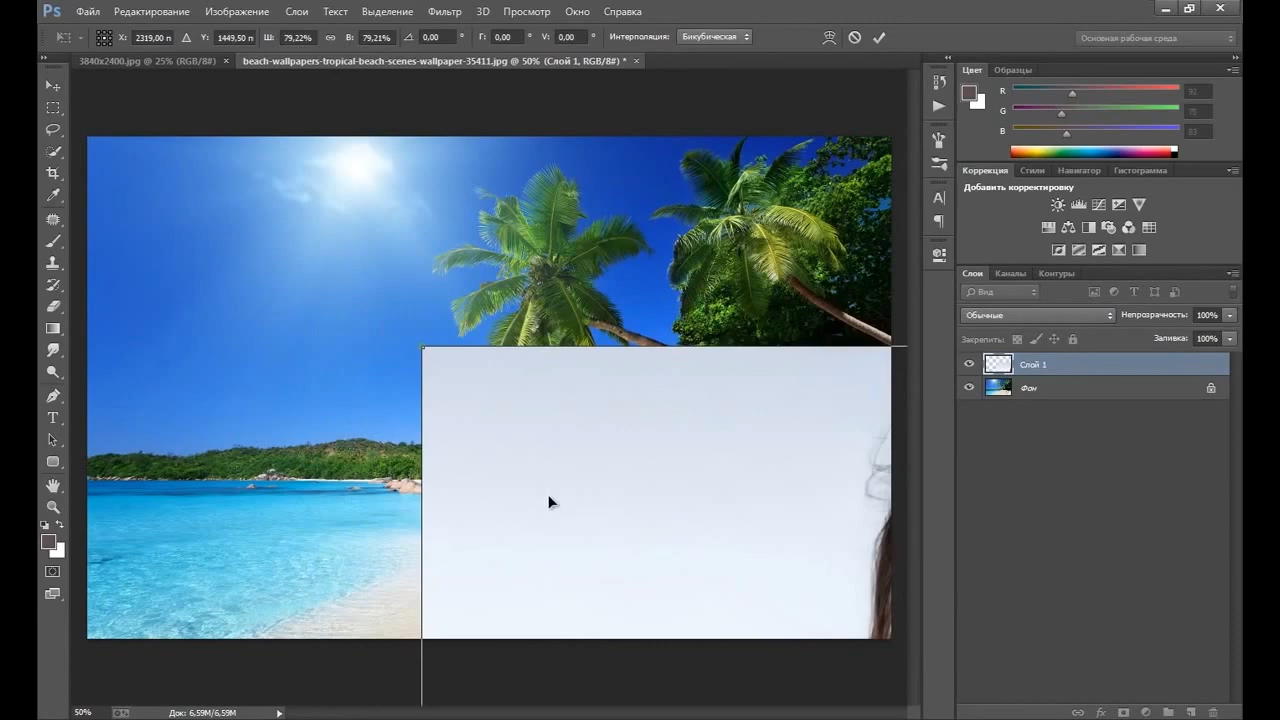 Ps Файл Редактирование Изображение Слои Текст Выделение Фильтр 3D Просмотр Окно Справка
X: 2319,00 п Y: 1449,50 п Ш: 79,22% В: 79,21% 0,00 ° Г: 0,00 ° V: 0,00 ° Интерполяция: Бикубическая Основная рабочая среда
3840x2400.jpg @ 25% (RGB/8#) × beach-wallpapers-tropical-beach-scenes-wallpaper-35411.jpg @ 50% (Слой 1, RGB/8#) * ×
Цвет Образцы
R 92
G 75
B 83
Коррекция Стили Навигатор Гистограмма
Добавить корректировку
Слои Каналы Контуры
Вид
Обычные Непрозрачность: 100%
Закрепить: Заливка: 100%
Слой 1
Фон
50% Док: 6,59M/6,59M